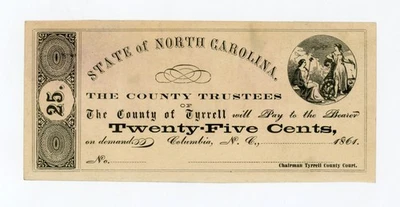 STATE of NORTH CAROLINA.
25.
THE COUNTY TRUSTEES
OF
The County of Tyrrell will Pay to the Bearer
Twenty-Five Cents,
on demand Columbia, N. C., 1861.
No.
Chairman Tyrrell County Court.